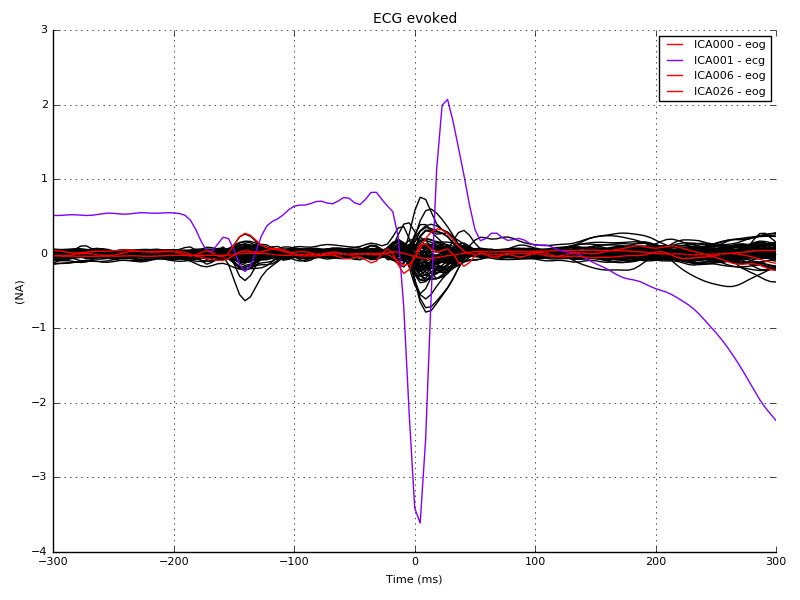 ECG evoked
ICA000 - eog
ICA001 - ecg
ICA006 - eog
ICA026 - eog
3
2
1
0
−1
−2
−3
−4
(NA)
−300 −200 −100 0 100 200 300
Time (ms)